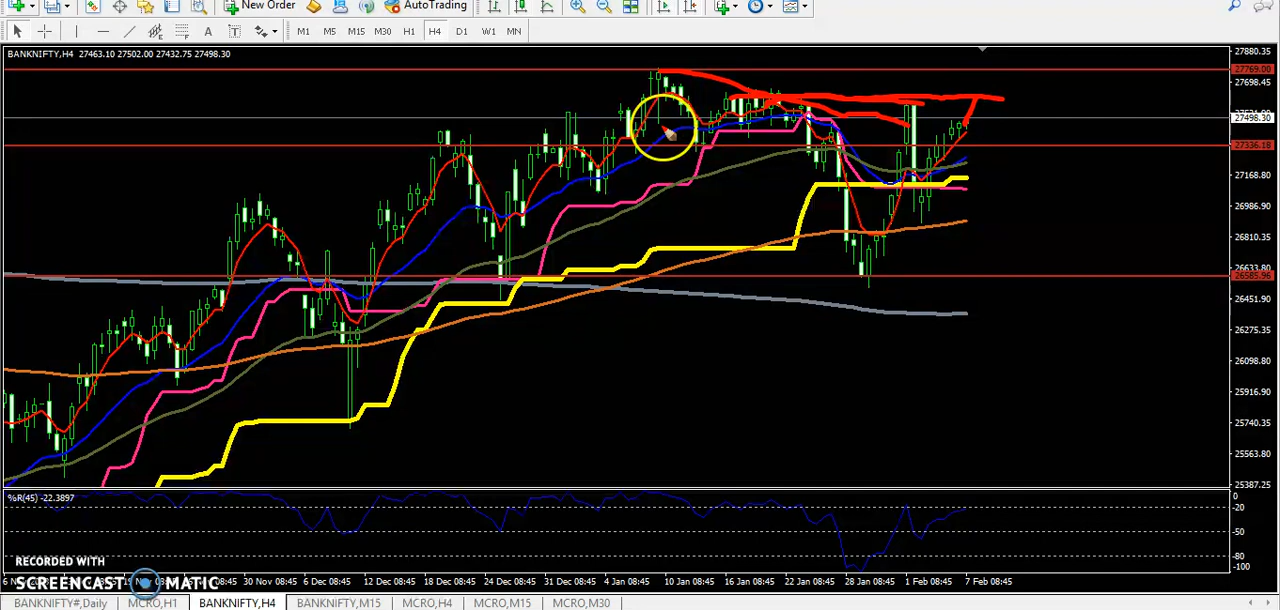 New Order
AutoTrading
A T
M1 M5 M15 M30 H1 H4 D1 W1 MN
BANKNIFTY,H4 27463.10 27502.00 27432.75 27498.30
27880.35
27769.00
27698.45
27498.30
27336.18
27168.80
26986.90
26810.35
26633.80
26585.96
26451.90
26275.35
26098.80
25916.90
25740.35
25563.80
25387.25
%R(45) -22.3897
0
-20
-50
-80
-100
RECORDED WITH
SCREENCAST MATIC
30 Nov 08:45 6 Dec 08:45 12 Dec 08:45 18 Dec 08:45 24 Dec 08:45 31 Dec 08:45 4 Jan 08:45 10 Jan 08:45 16 Jan 08:45 22 Jan 08:45 28 Jan 08:45 1 Feb 08:45 7 Feb 08:45
BANKNIFTY#,Daily MCRO,H1 BANKNIFTY,H4 BANKNIFTY,M15 MCRO,H4 MCRO,M15 MCRO,M30